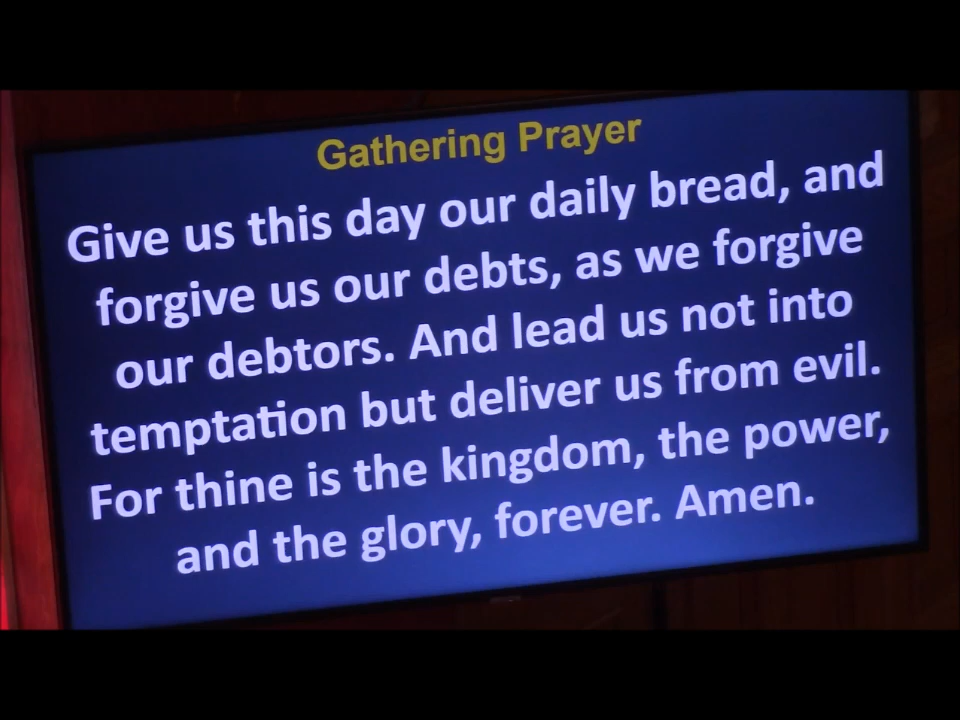 Gathering Prayer
Give us this day our daily bread, and
forgive us our debts, as we forgive
our debtors. And lead us not into
temptation but deliver us from evil.
For thine is the kingdom, the power,
and the glory, forever. Amen.